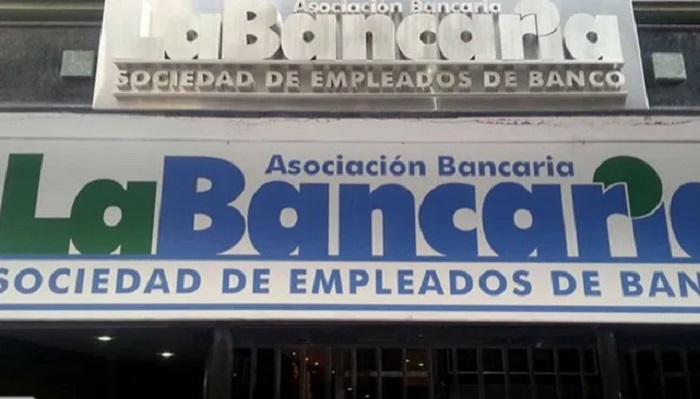 Asociación Bancaria
LaBancaria
SOCIEDAD DE EMPLEADOS DE BANCO
Asociación Bancaria
LaBancaria
SOCIEDAD DE EMPLEADOS DE BAN